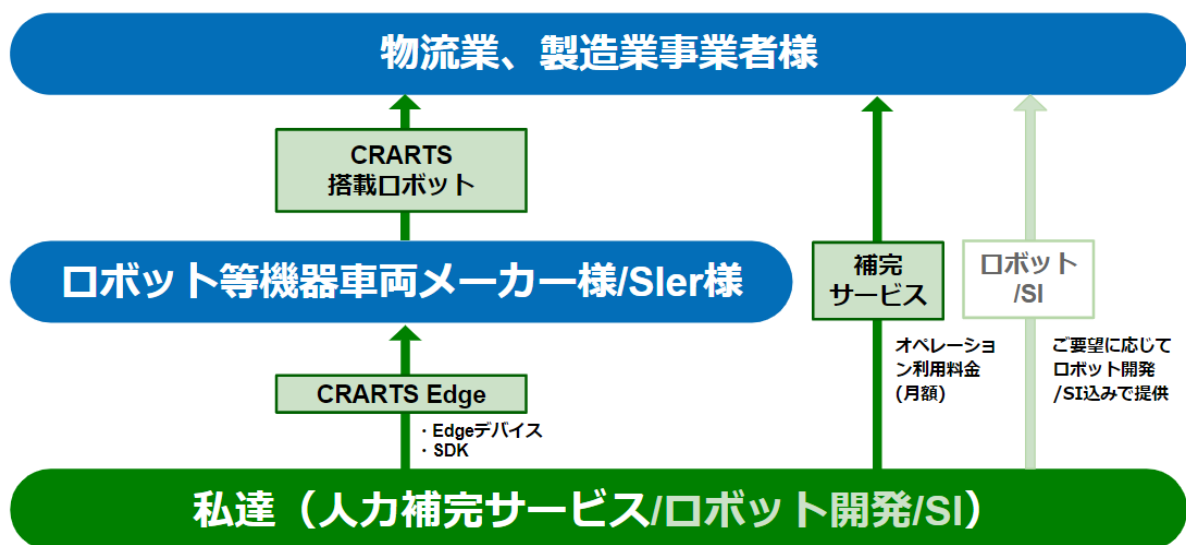 物流業、製造業事業者様
CRARTS
搭載ロボット
ロボット等機器車両メーカー様/SIer様
補完
サービス
ロボット
/SI
オペレーショ
ン利用料金
(月額)
ご要望に応じて
ロボット開発
/SI込みで提供
CRARTS Edge
・Edgeデバイス
・SDK
私達（人力補完サービス/ロボット開発/SI）